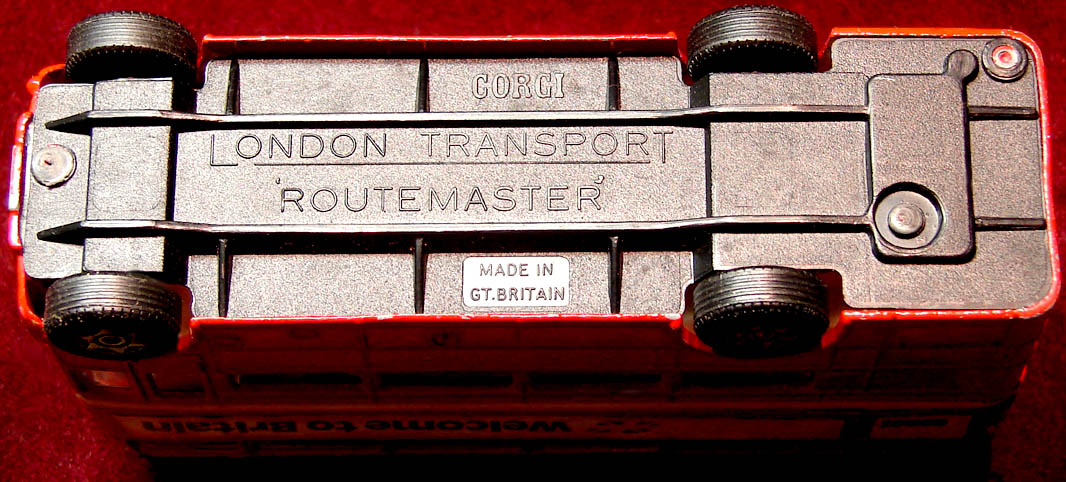 CORGI
LONDON TRANSPORT
'ROUTEMASTER'
MADE IN
GT.BRITAIN
Welcome to Britain